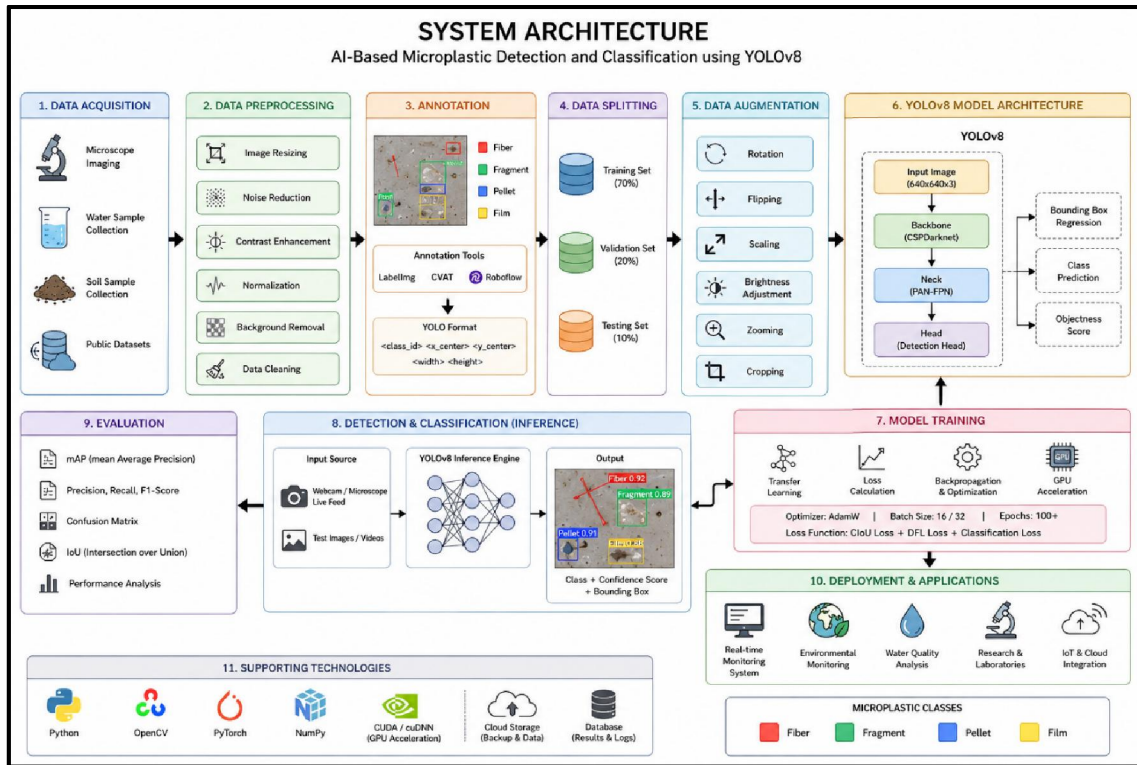 SYSTEM ARCHITECTURE
AI-Based Microplastic Detection and Classification using YOLOv8
1. DATA ACQUISITION
Microscope
Imaging
Water Sample
Collection
Soil Sample
Collection
Public Datasets
2. DATA PREPROCESSING
Image Resizing
Noise Reduction
Contrast Enhancement
Normalization
Background Removal
Data Cleaning
3. ANNOTATION
Fiber
Fragment
Pellet
Film
Annotation Tools
LabelImg CVAT Roboflow
YOLO Format
<class_id> <x_center> <y_center>
<width> <height>
4. DATA SPLITTING
Training Set
(70%)
Validation Set
(20%)
Testing Set
(10%)
5. DATA AUGMENTATION
Rotation
Flipping
Scaling
Brightness
Adjustment
Zooming
Cropping
6. YOLOv8 MODEL ARCHITECTURE
YOLOv8
Input Image
(640x640x3)
Backbone
(CSPDarknet)
Neck
(PAN-FPN)
Head
(Detection Head)
Bounding Box
Regression
Class
Prediction
Objectness
Score
7. MODEL TRAINING
Transfer
Learning
Loss
Calculation
Backpropagation
& Optimization
GPU
GPU
Acceleration
Optimizer: AdamW | Batch Size: 16 / 32 | Epochs: 100+
Loss Function: CIoU Loss + DFL Loss + Classification Loss
8. DETECTION & CLASSIFICATION (INFERENCE)
Input Source
Webcam / Microscope
Live Feed
Test Images / Videos
YOLOv8 Inference Engine
Output
Fiber 0.92
Fragment 0.89
Pellet 0.91
Class + Confidence Score
+ Bounding Box
9. EVALUATION
mAP (mean Average Precision)
Precision, Recall, F1-Score
Confusion Matrix
IoU (Intersection over Union)
Performance Analysis
10. DEPLOYMENT & APPLICATIONS
Real-time
Monitoring
System
Environmental
Monitoring
Water Quality
Analysis
Research &
Laboratories
IoT & Cloud
Integration
11. SUPPORTING TECHNOLOGIES
Python
OpenCV
PyTorch
NumPy
CUDA / cuDNN
(GPU Acceleration)
Cloud Storage
(Backup & Data)
Database
(Results & Logs)
MICROPLASTIC CLASSES
Fiber
Fragment
Pellet
Film